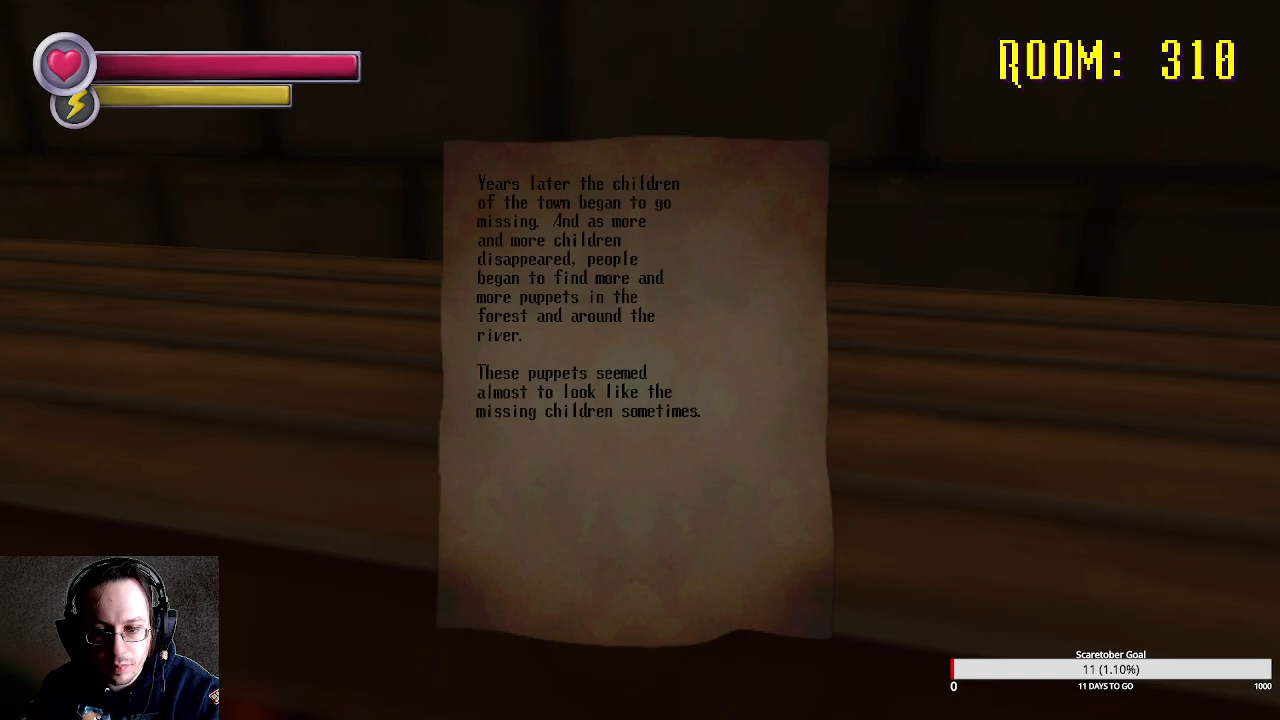 ROOM: 310
Years later the children
of the town began to go
missing. And as more
and more children
disappeared, people
began to find more and
more puppets in the
forest and around the
river.
These puppets seemed
almost to look like the
missing children sometimes.
Scaretober Goal
11 (1.10%)
0
11 DAYS TO GO
1000